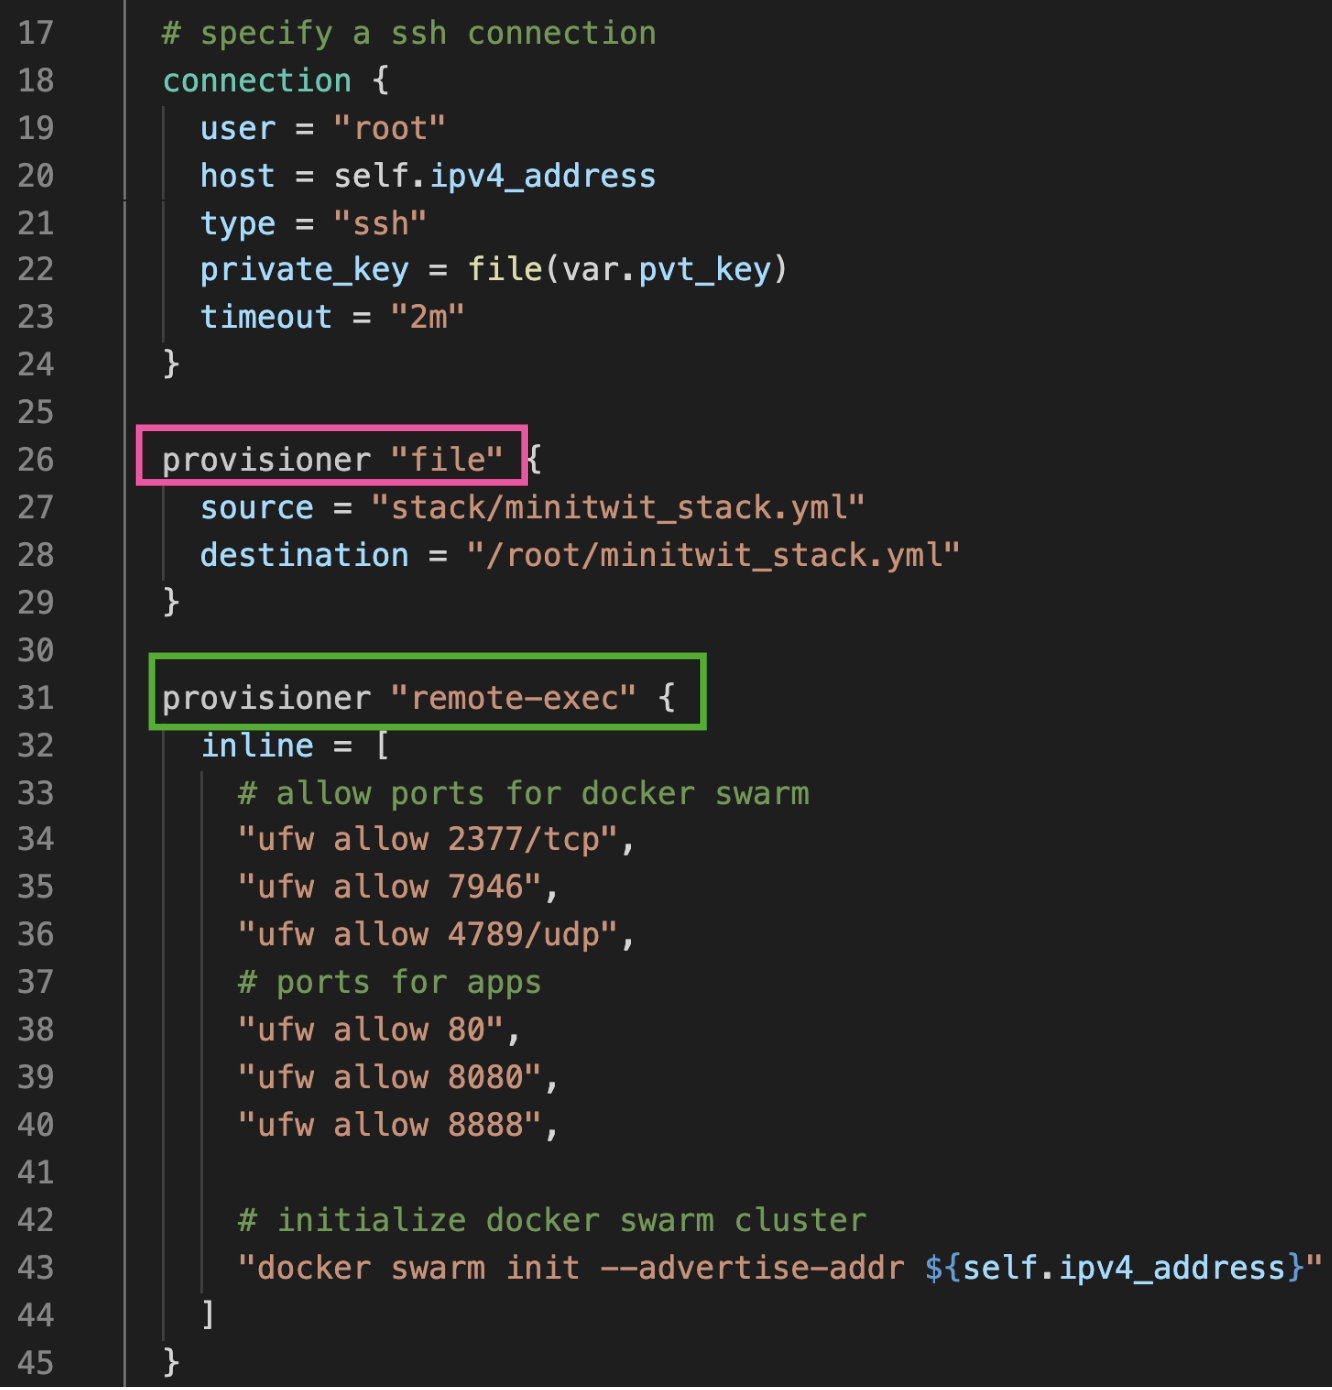 17 # specify a ssh connection
18 connection {
19 user = "root"
20 host = self.ipv4_address
21 type = "ssh"
22 private_key = file(var.pvt_key)
23 timeout = "2m"
24 }
25
26 provisioner "file" {
27 source = "stack/minitwit_stack.yml"
28 destination = "/root/minitwit_stack.yml"
29 }
30
31 provisioner "remote-exec" {
32 inline = [
33 # allow ports for docker swarm
34 "ufw allow 2377/tcp",
35 "ufw allow 7946",
36 "ufw allow 4789/udp",
37 # ports for apps
38 "ufw allow 80",
39 "ufw allow 8080",
40 "ufw allow 8888",
41
42 # initialize docker swarm cluster
43 "docker swarm init --advertise-addr ${self.ipv4_address}"
44 ]
45 }